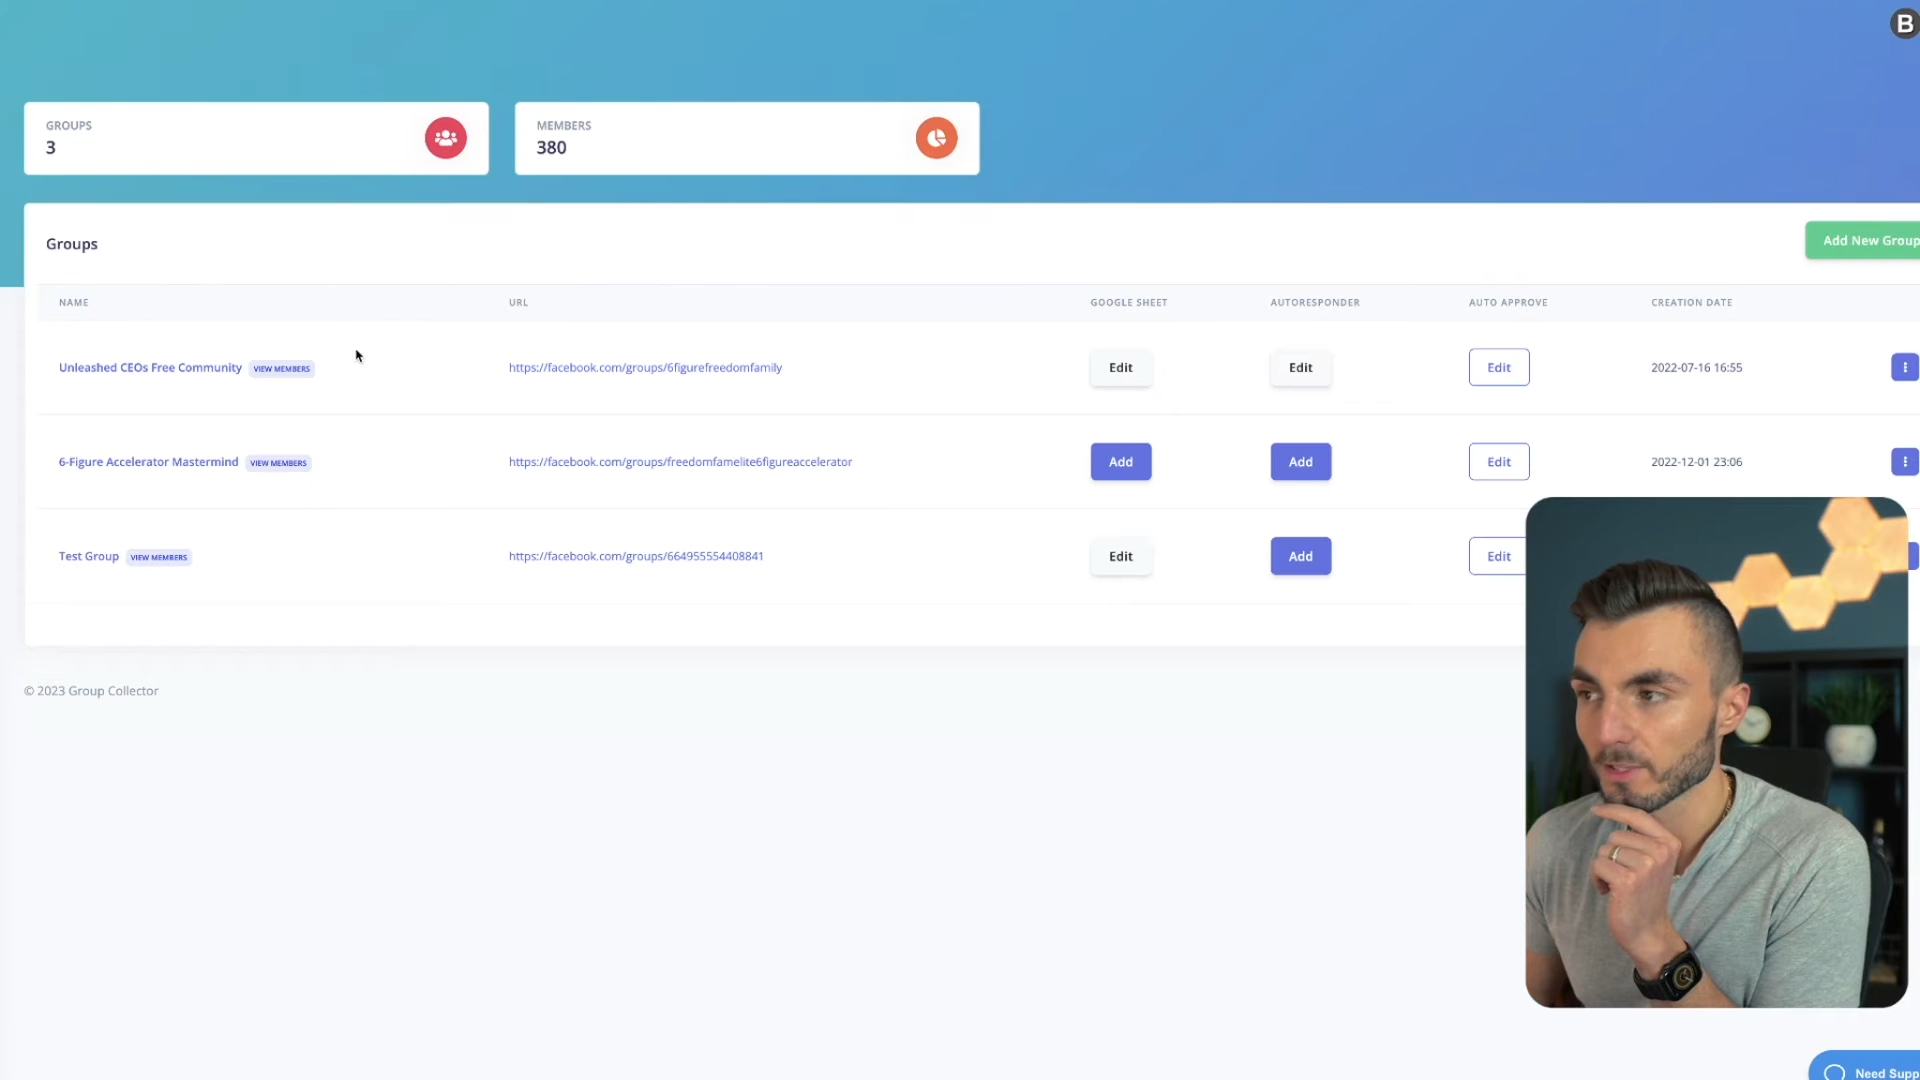 B
GROUPS
3
MEMBERS
380
Groups
Add New Group
NAME URL GOOGLE SHEET AUTORESPONDER AUTO APPROVE CREATION DATE
Unleashed CEOs Free Community VIEW MEMBERS https://facebook.com/groups/6figurefreedomfamily Edit Edit Edit 2022-07-16 16:55
6-Figure Accelerator Mastermind VIEW MEMBERS https://facebook.com/groups/freedomfamelite6figureaccelerator Add Add Edit 2022-12-01 23:06
Test Group VIEW MEMBERS https://facebook.com/groups/664955554408841 Edit Add Edit
© 2023 Group Collector
Need Supp